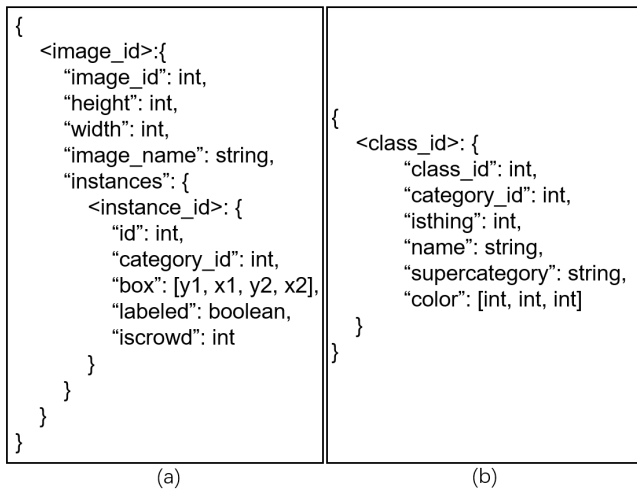 {
<image_id>:{
“image_id”: int,
“height”: int,
“width”: int,
“image_name”: string,
“instances”: {
<instance_id>: {
“id”: int,
“category_id”: int,
“box”: [y1, x1, y2, x2],
“labeled”: boolean,
“iscrowd”: int
}
}
}
}
(a)
{
<class_id>: {
“class_id”: int,
“category_id”: int,
“isthing”: int,
“name”: string,
“supercategory”: string,
“color”: [int, int, int]
}
}
(b)